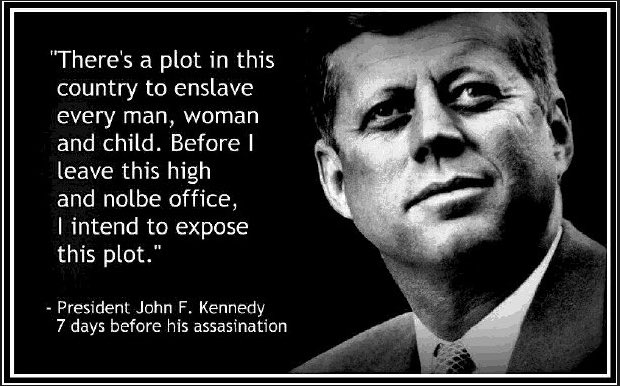 "There's a plot in this
country to enslave
every man, woman
and child. Before I
leave this high
and nolbe office,
I intend to expose
this plot."
- President John F. Kennedy
7 days before his assasination